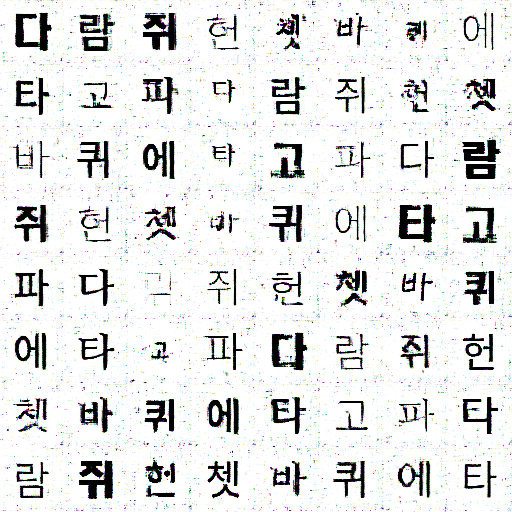 다 람 쥐 헌 쳇 바 퀴 에
타 고 파 다 람 쥐 헌 쳇
바 퀴 에 타 고 파 다 람
쥐 헌 쳇 바 퀴 에 타 고
파 다 쥐 헌 쳇 바 퀴
에 타 고 파 다 람 쥐 헌
쳇 바 퀴 에 타 고 파 타
람 쥐 헌 쳇 바 퀴 에 타